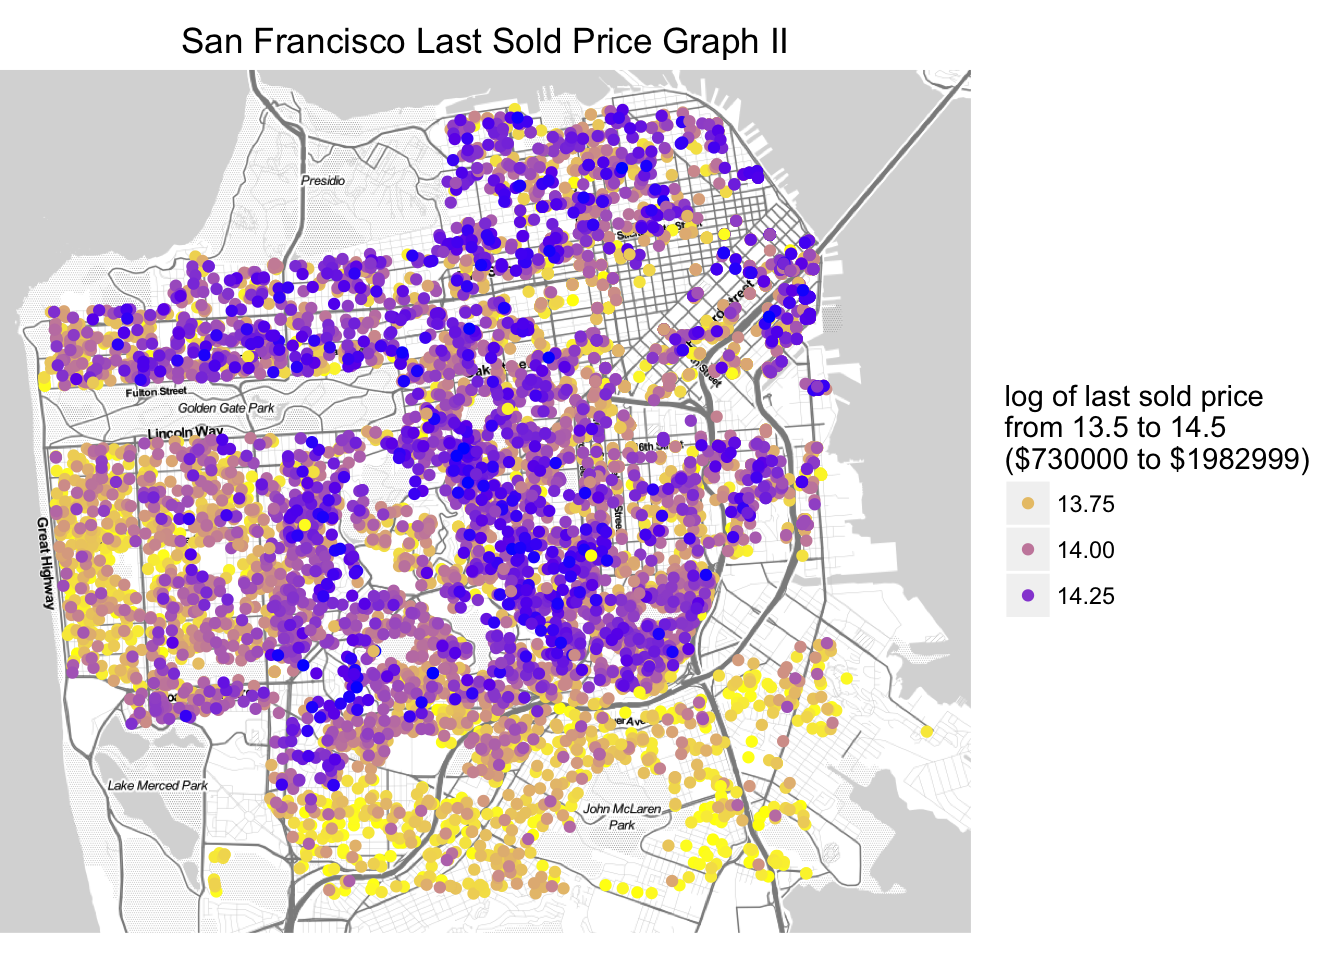 San Francisco Last Sold Price Graph II
Presidio
Fulton Street
Golden Gate Park
Lincoln Way
Great Highway
Lake Merced Park
John McLaren
Park
log of last sold price
from 13.5 to 14.5
($730000 to $1982999)
13.75
14.00
14.25